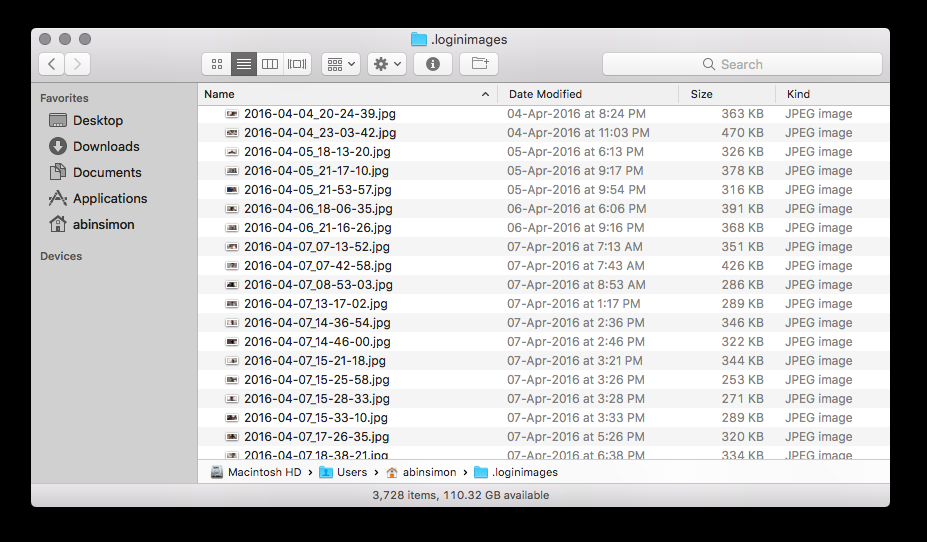 .loginimages
Search
Favorites
Desktop
Downloads
Documents
Applications
abinsimon
Devices
Name Date Modified Size Kind
2016-04-04_20-24-39.jpg 04-Apr-2016 at 8:24 PM 363 KB JPEG image
2016-04-04_23-03-42.jpg 04-Apr-2016 at 11:03 PM 470 KB JPEG image
2016-04-05_18-13-20.jpg 05-Apr-2016 at 6:13 PM 326 KB JPEG image
2016-04-05_21-17-10.jpg 05-Apr-2016 at 9:17 PM 378 KB JPEG image
2016-04-05_21-53-57.jpg 05-Apr-2016 at 9:54 PM 316 KB JPEG image
2016-04-06_18-06-35.jpg 06-Apr-2016 at 6:06 PM 391 KB JPEG image
2016-04-06_21-16-26.jpg 06-Apr-2016 at 9:16 PM 368 KB JPEG image
2016-04-07_07-13-52.jpg 07-Apr-2016 at 7:13 AM 351 KB JPEG image
2016-04-07_07-42-58.jpg 07-Apr-2016 at 7:43 AM 426 KB JPEG image
2016-04-07_08-53-03.jpg 07-Apr-2016 at 8:53 AM 286 KB JPEG image
2016-04-07_13-17-02.jpg 07-Apr-2016 at 1:17 PM 289 KB JPEG image
2016-04-07_14-36-54.jpg 07-Apr-2016 at 2:36 PM 346 KB JPEG image
2016-04-07_14-46-00.jpg 07-Apr-2016 at 2:46 PM 322 KB JPEG image
2016-04-07_15-21-18.jpg 07-Apr-2016 at 3:21 PM 344 KB JPEG image
2016-04-07_15-25-58.jpg 07-Apr-2016 at 3:26 PM 253 KB JPEG image
2016-04-07_15-28-33.jpg 07-Apr-2016 at 3:28 PM 271 KB JPEG image
2016-04-07_15-33-10.jpg 07-Apr-2016 at 3:33 PM 289 KB JPEG image
2016-04-07_17-26-35.jpg 07-Apr-2016 at 5:26 PM 320 KB JPEG image
2016-04-07_18-38-21.jpg 07-Apr-2016 at 6:38 PM 334 KB JPEG image
Macintosh HD › Users › abinsimon › .loginimages
3,728 items, 110.32 GB available